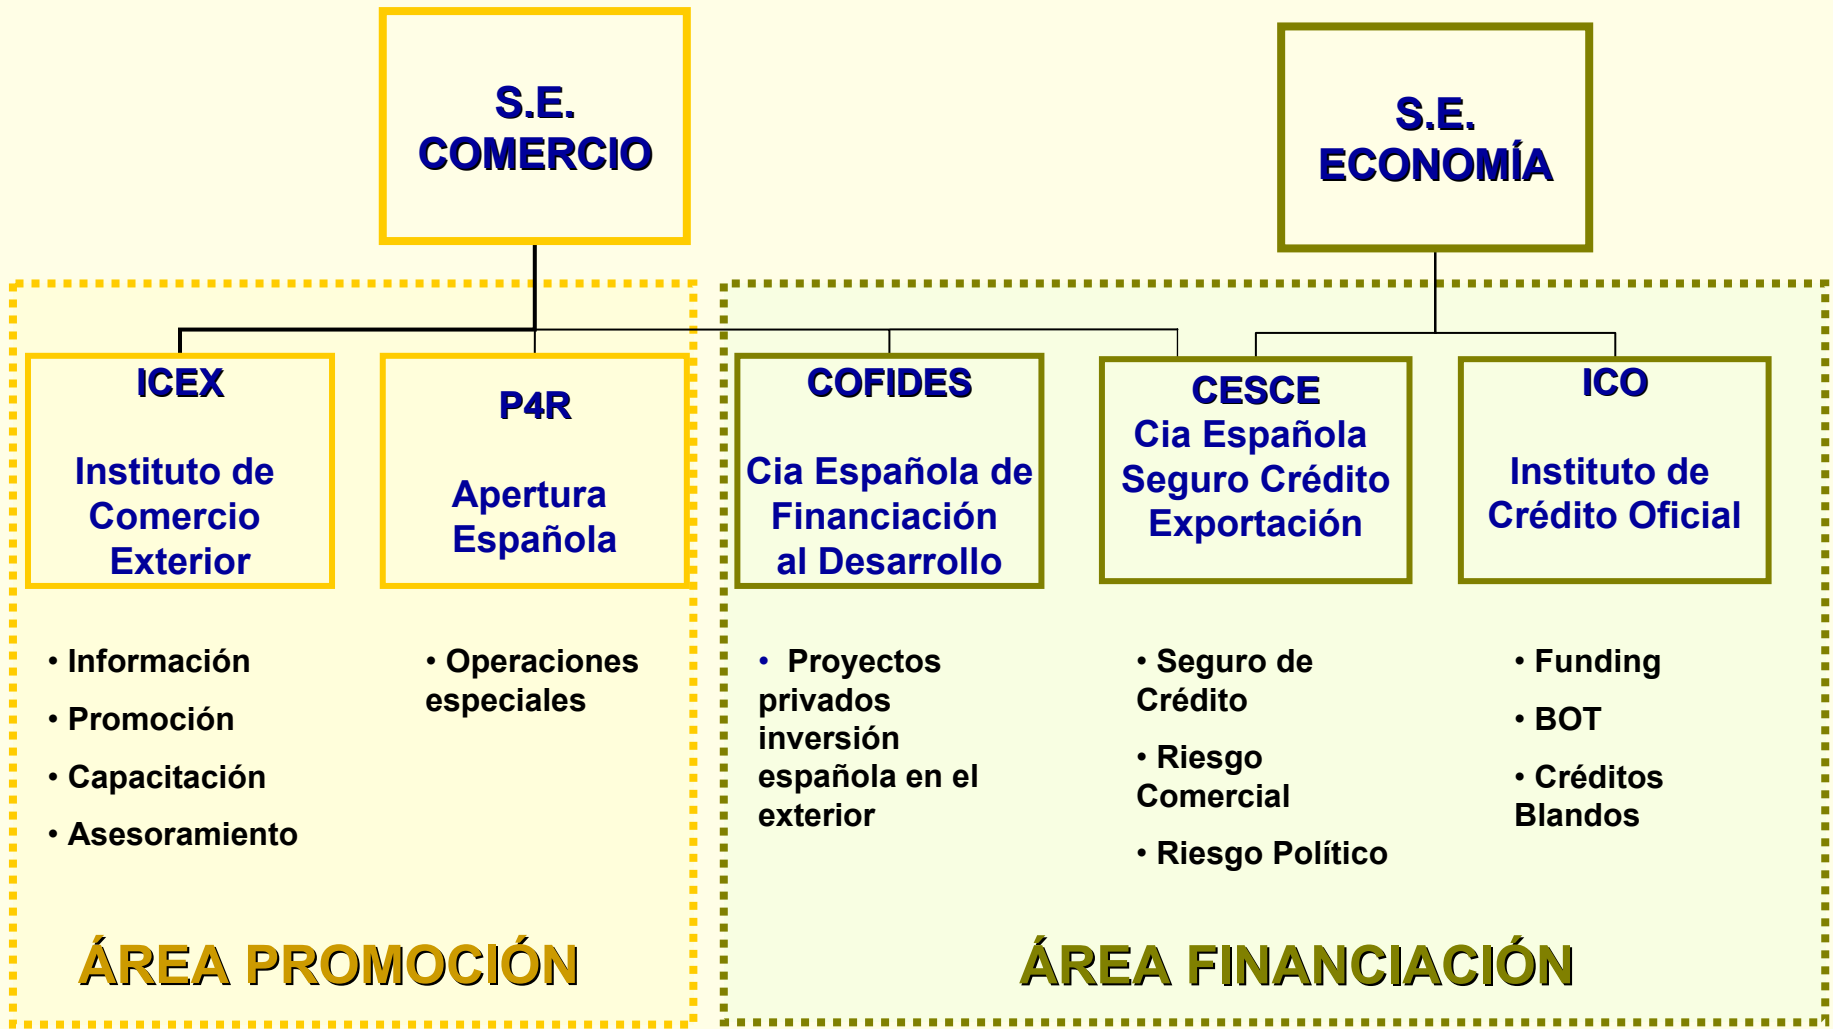 S.E.
COMERCIO
S.E.
ECONOMÍA
ICEX
Instituto de
Comercio
Exterior
P4R
Apertura
Española
COFIDES
Cia Española de
Financiación
al Desarrollo
CESCE
Cia Española
Seguro Crédito
Exportación
ICO
Instituto de
Crédito Oficial
• Información
• Promoción
• Capacitación
• Asesoramiento
• Operaciones
especiales
• Proyectos
privados
inversión
española en el
exterior
• Seguro de
Crédito
• Riesgo
Comercial
• Riesgo Político
• Funding
• BOT
• Créditos
Blandos
ÁREA PROMOCIÓN
ÁREA FINANCIACIÓN